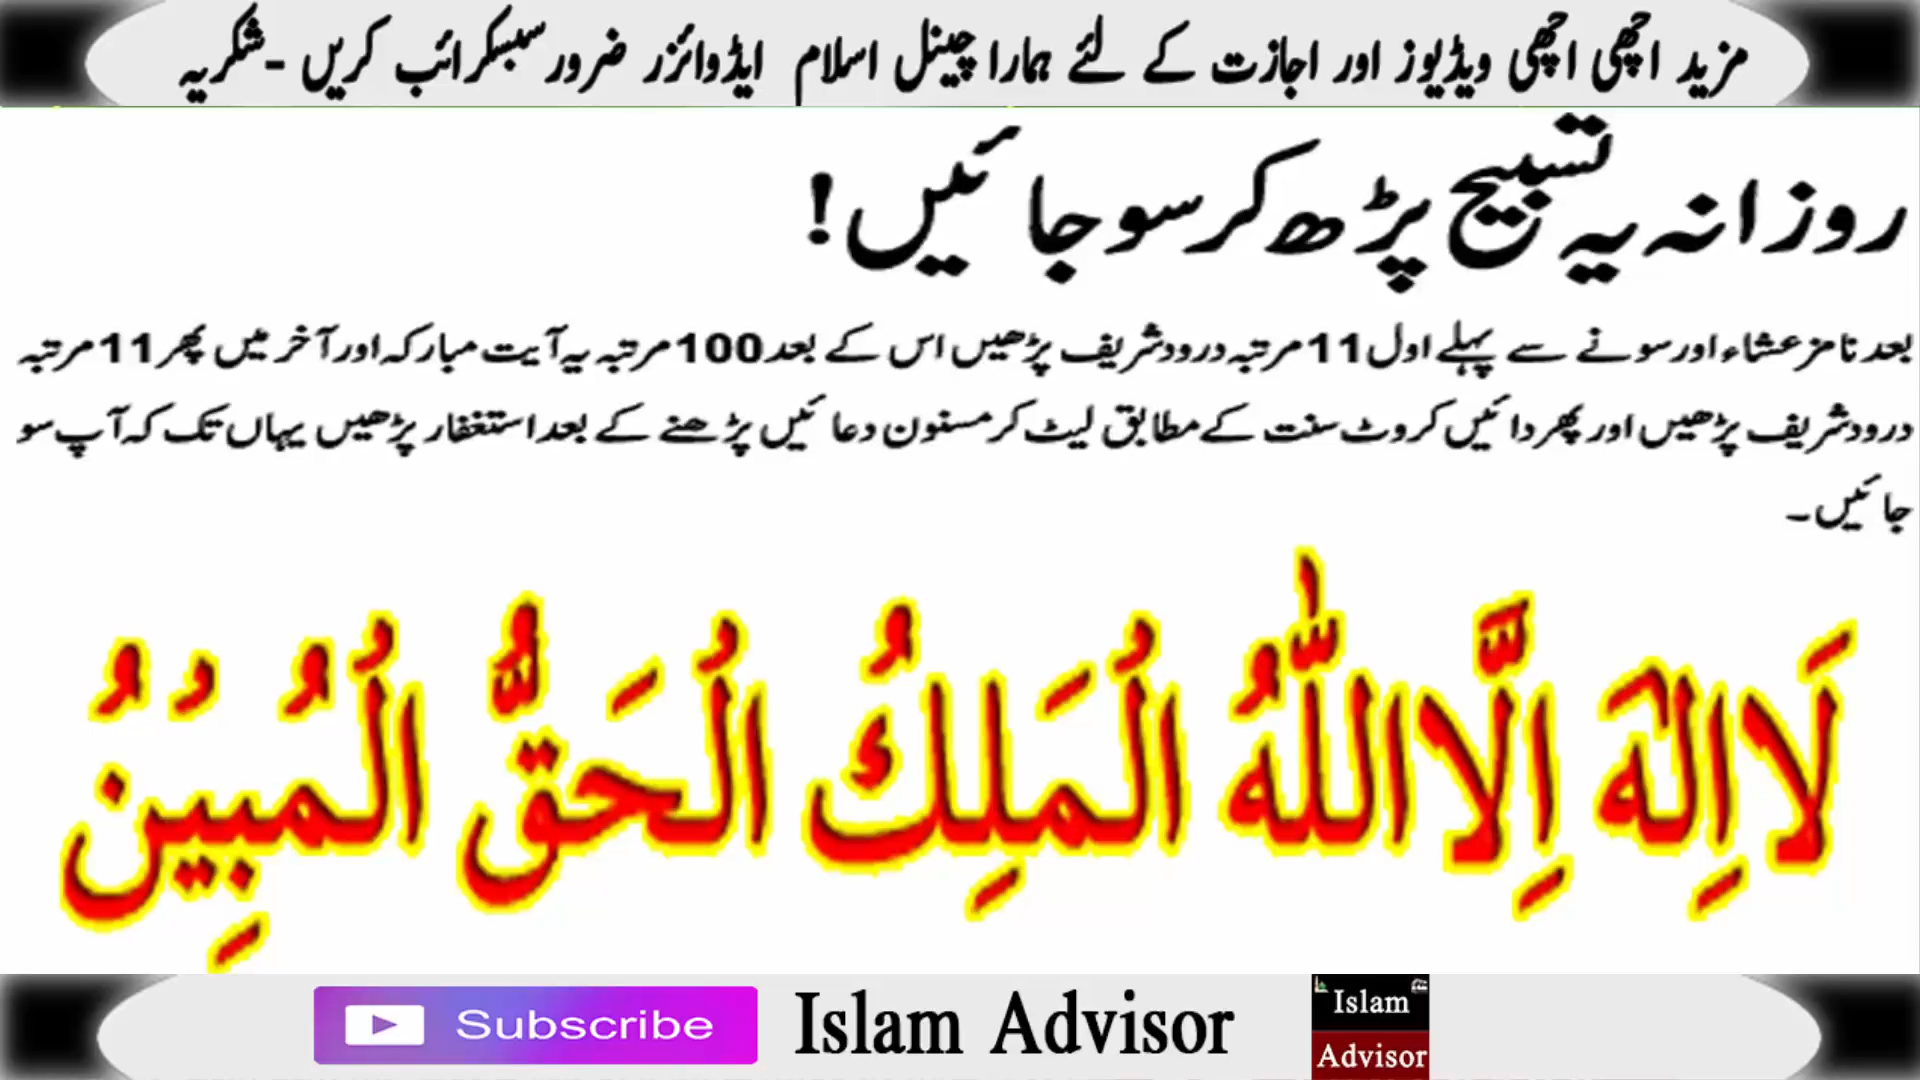 مزید اچھی اچھی ویڈیوز اور اجازت کے لئے ہمارا چینل اسلام ایڈوائزر ضرور سبسکرائب کریں -شکریہ
روزانہ یہ تسبیح پڑھ کر سو جائیں!
بعد نامز عشاء اور سونے سے پہلے اول 11 مرتبہ درود شریف پڑھیں اس کے بعد 100 مرتبہ یہ آیت مبارکہ اور آخر میں پھر 11 مرتبہ
درود شریف پڑھیں اور پھر دائیں کروٹ سنت کے مطابق لیٹ کر مسنون دعائیں پڑھنے کے بعد استغفار پڑھیں یہاں تک کہ آپ سو
جائیں۔
لَا اِلٰهَ اِلَّا اللّٰهُ الْمَلِكُ الْحَقُّ الْمُبِيْنُ
Subscribe Islam Advisor
Islam
Advisor